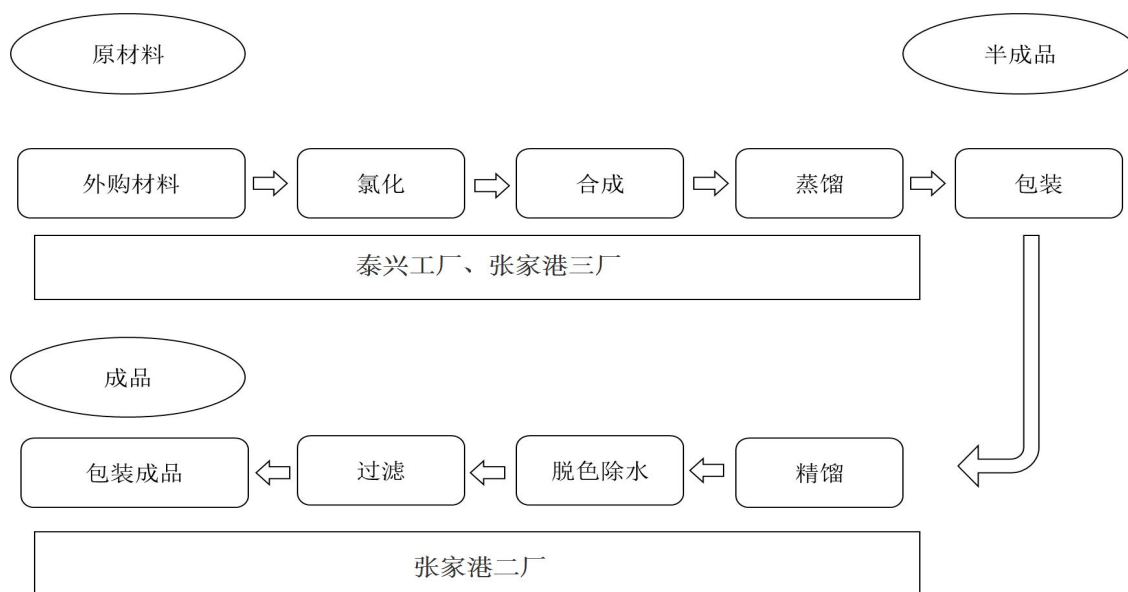 原材料
半成品
外购材料
氯化
合成
蒸馏
包装
泰兴工厂、张家港三厂
成品
包装成品
过滤
脱色除水
精馏
张家港二厂